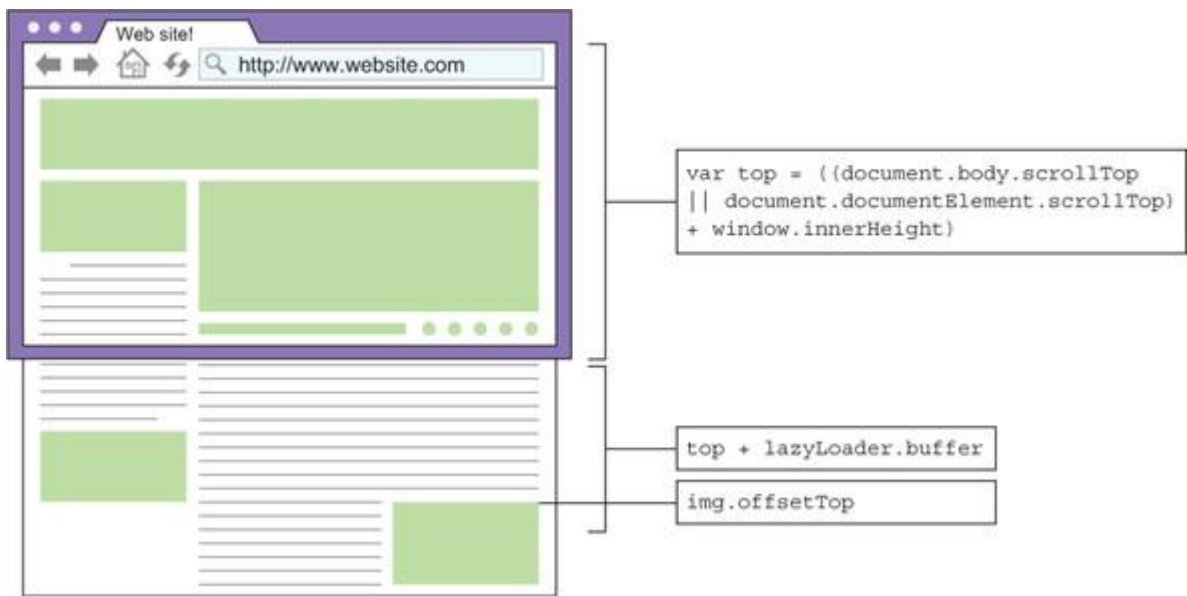 Web site!
http://www.website.com
var top = ((document.body.scrollTop
|| document.documentElement.scrollTop)
+ window.innerHeight)
top + lazyLoader.buffer
img.offsetTop